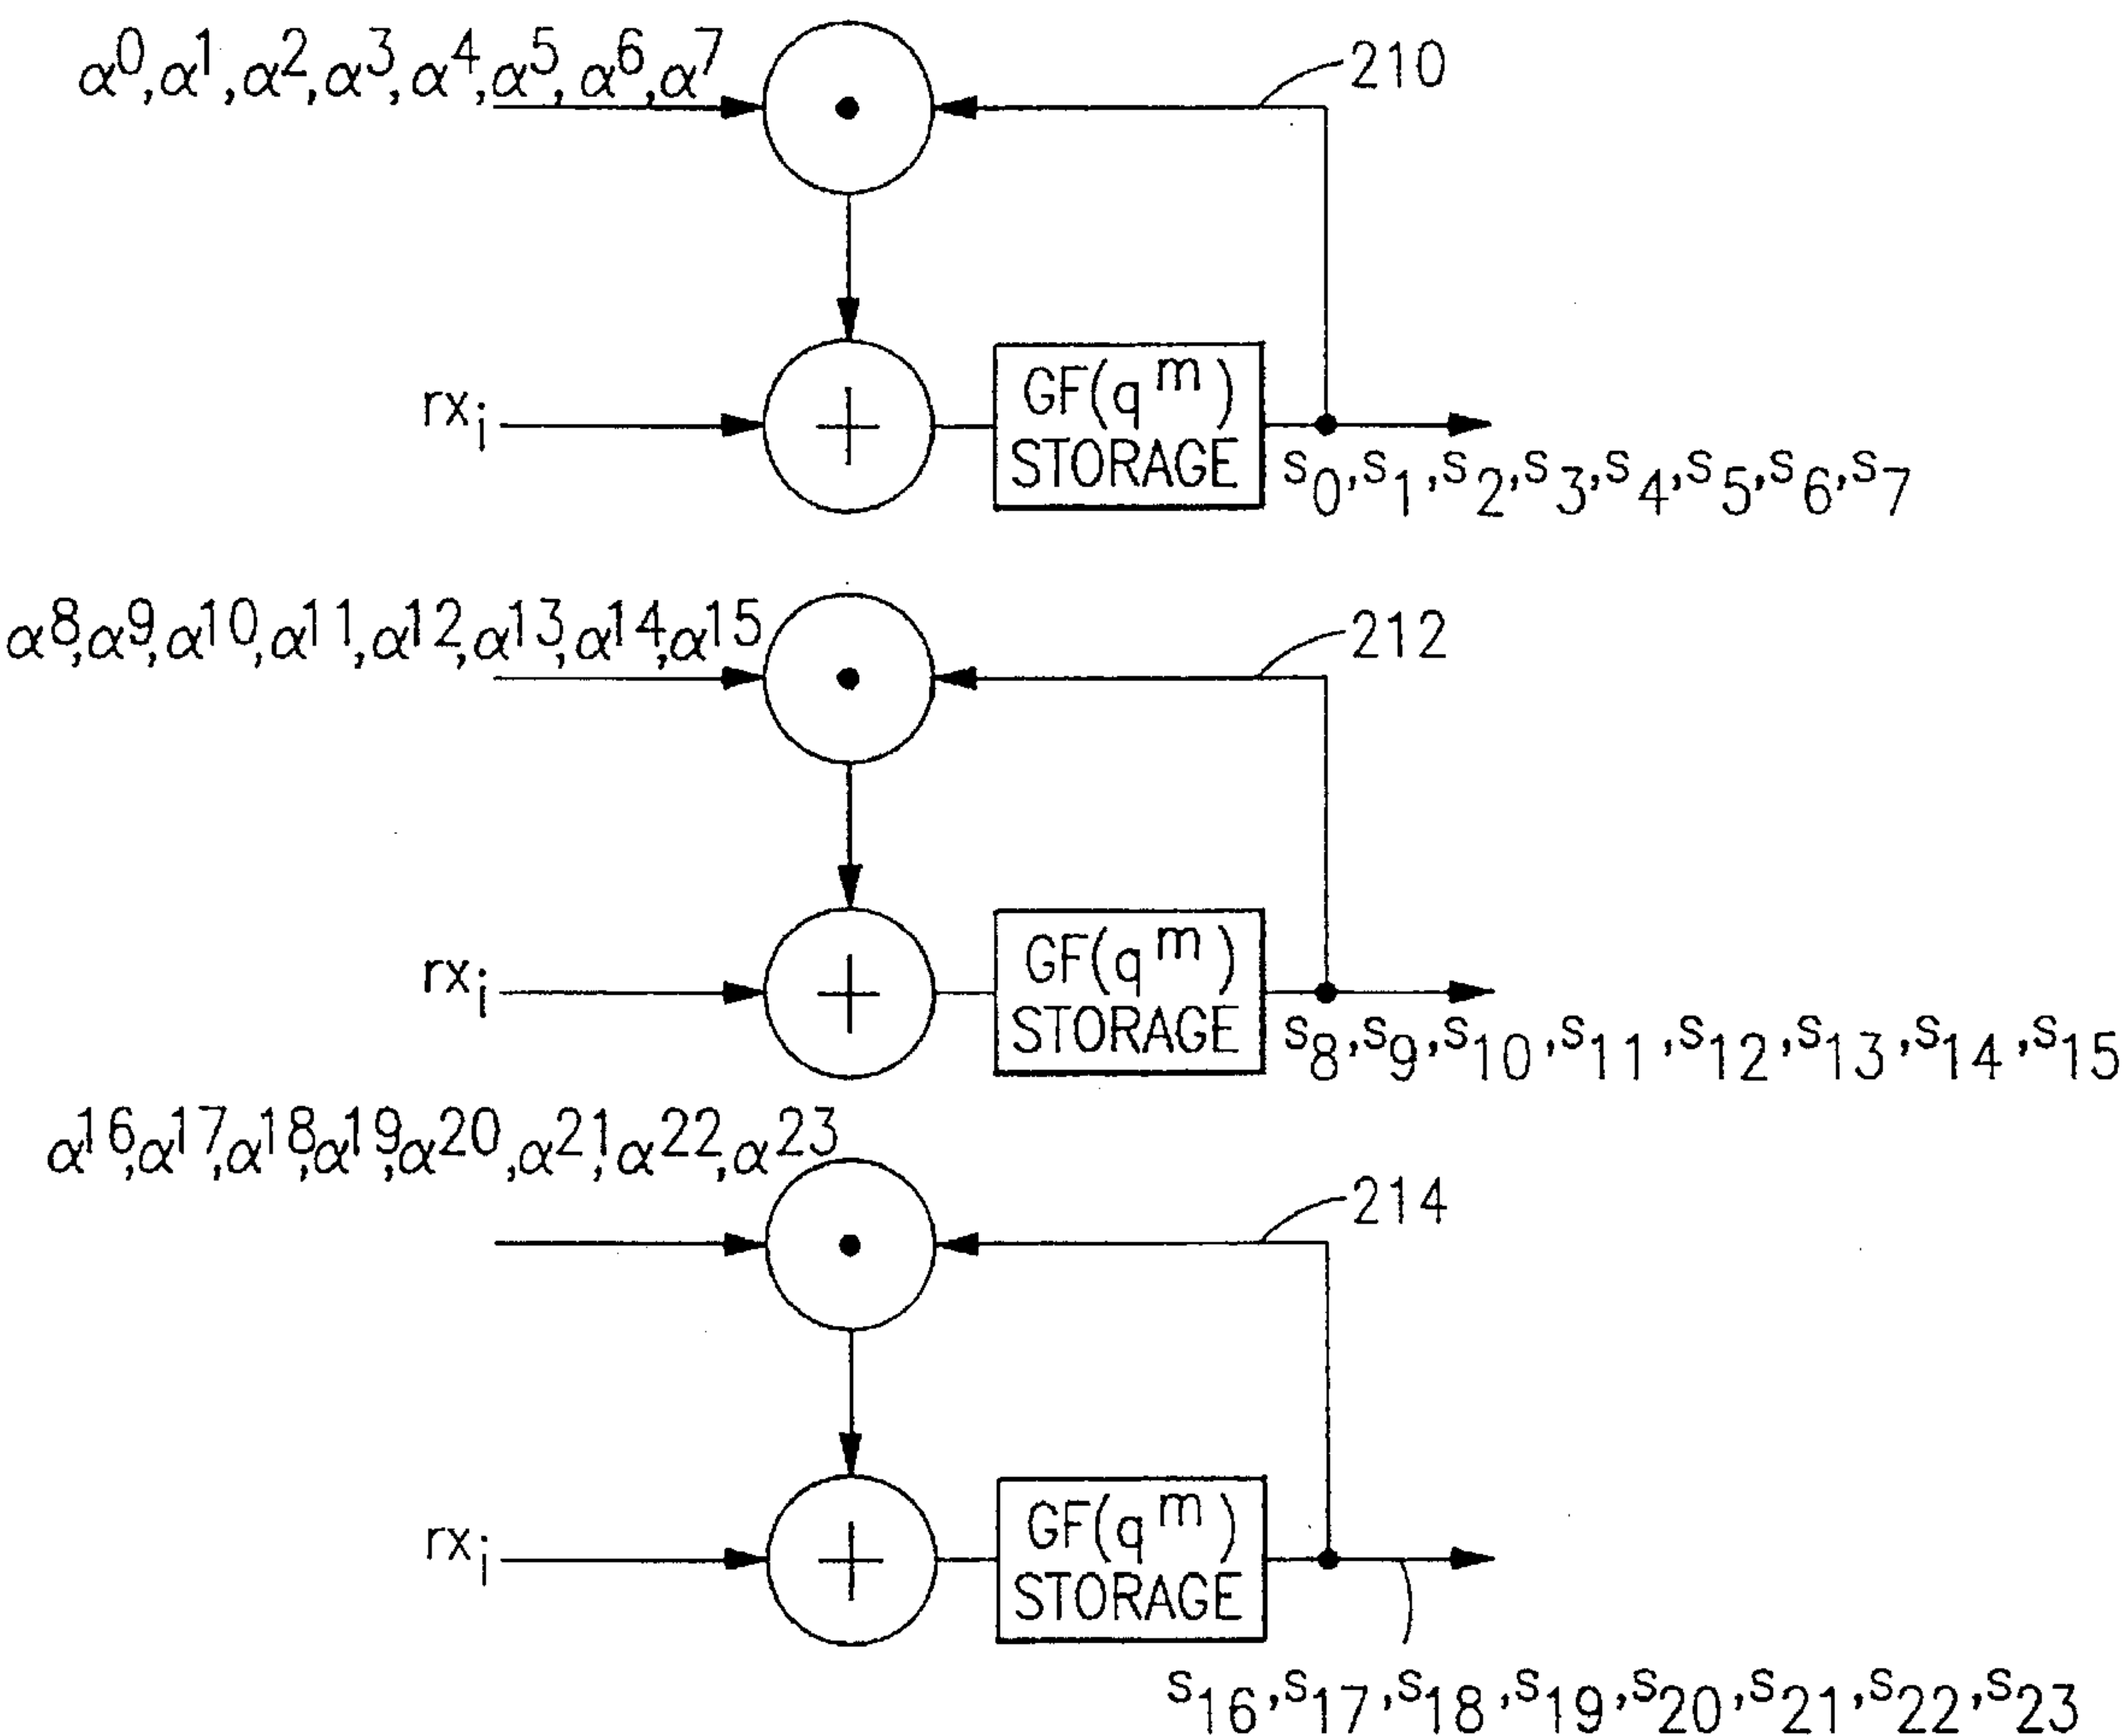 α⁰,α¹,α²,α³,α⁴,α⁵,α⁶,α⁷
210
rxᵢ
GF(qᵐ)
STORAGE
s₀,s₁,s₂,s₃,s₄,s₅,s₆,s₇
α⁸,α⁹,α¹⁰,α¹¹,α¹²,α¹³,α¹⁴,α¹⁵
212
rxᵢ
GF(qᵐ)
STORAGE
s₈,s₉,s₁₀,s₁₁,s₁₂,s₁₃,s₁₄,s₁₅
α¹⁶,α¹⁷,α¹⁸,α¹⁹,α²⁰,α²¹,α²²,α²³
214
rxᵢ
GF(qᵐ)
STORAGE
s₁₆,s₁₇,s₁₈,s₁₉,s₂₀,s₂₁,s₂₂,s₂₃